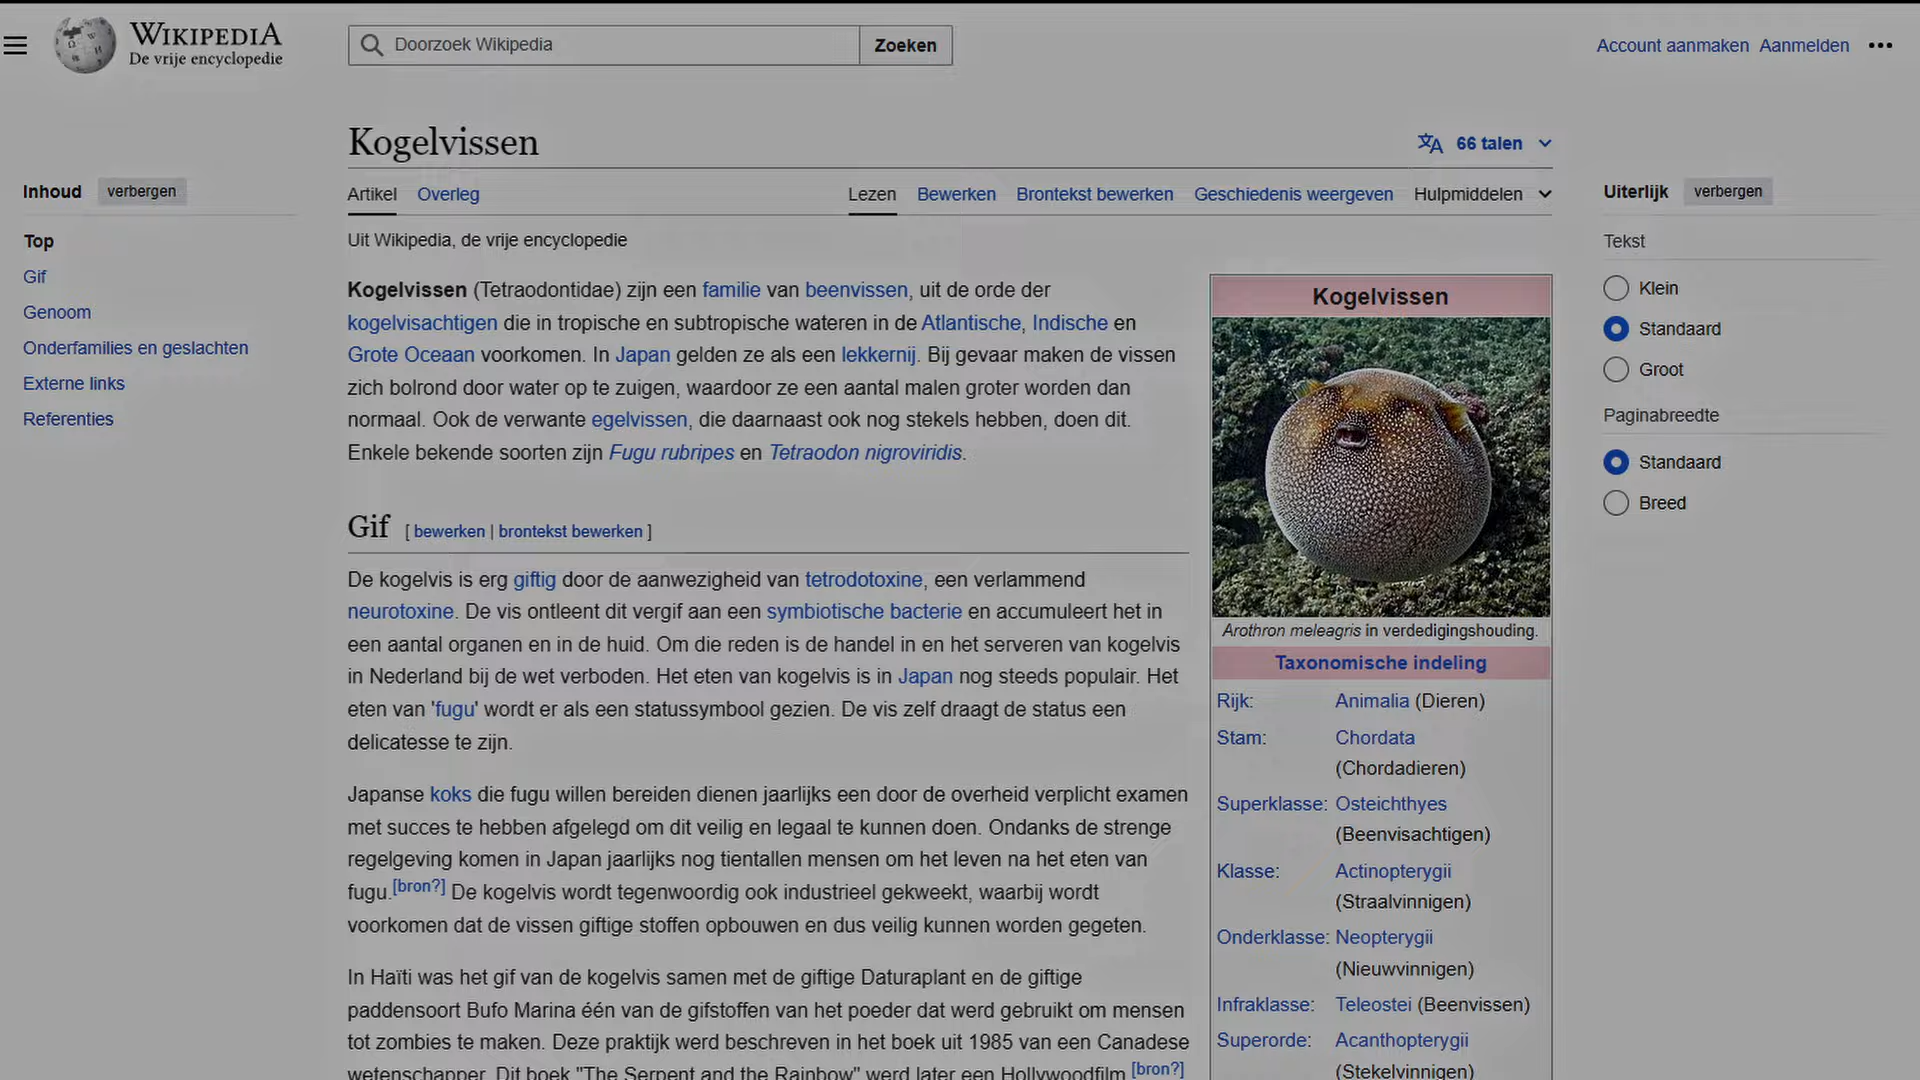 WIKIPEDIA
De vrije encyclopedie
Doorzoek Wikipedia
Zoeken
Account aanmaken Aanmelden
Kogelvissen
66 talen
Inhoud verbergen
Top
Gif
Genoom
Onderfamilies en geslachten
Externe links
Referenties
Artikel Overleg
Lezen Bewerken Brontekst bewerken Geschiedenis weergeven Hulpmiddelen
Uit Wikipedia, de vrije encyclopedie
Kogelvissen (Tetraodontidae) zijn een familie van beenvissen, uit de orde der
kogelvisachtigen die in tropische en subtropische wateren in de Atlantische, Indische en
Grote Oceaan voorkomen. In Japan gelden ze als een lekkernij. Bij gevaar maken de vissen
zich bolrond door water op te zuigen, waardoor ze een aantal malen groter worden dan
normaal. Ook de verwante egelvissen, die daarnaast ook nog stekels hebben, doen dit.
Enkele bekende soorten zijn Fugu rubripes en Tetraodon nigroviridis.
Gif [ bewerken | brontekst bewerken ]
De kogelvis is erg giftig door de aanwezigheid van tetrodotoxine, een verlammend
neurotoxine. De vis ontleent dit vergif aan een symbiotische bacterie en accumuleert het in
een aantal organen en in de huid. Om die reden is de handel in en het serveren van kogelvis
in Nederland bij de wet verboden. Het eten van kogelvis is in Japan nog steeds populair. Het
eten van 'fugu' wordt er als een statussymbool gezien. De vis zelf draagt de status een
delicatesse te zijn.
Japanse koks die fugu willen bereiden dienen jaarlijks een door de overheid verplicht examen
met succes te hebben afgelegd om dit veilig en legaal te kunnen doen. Ondanks de strenge
regelgeving komen in Japan jaarlijks nog tientallen mensen om het leven na het eten van
fugu.[bron?] De kogelvis wordt tegenwoordig ook industrieel gekweekt, waarbij wordt
voorkomen dat de vissen giftige stoffen opbouwen en dus veilig kunnen worden gegeten.
In Haïti was het gif van de kogelvis samen met de giftige Daturaplant en de giftige
paddensoort Bufo Marina één van de gifstoffen van het poeder dat werd gebruikt om mensen
tot zombies te maken. Deze praktijk werd beschreven in het boek uit 1985 van een Canadese
wetenschapper. Dit boek "The Serpent and the Rainbow" werd later een Hollywoodfilm.[bron?]
Kogelvissen
Arothron meleagris in verdedigingshouding.
Taxonomische indeling
Rijk: Animalia (Dieren)
Stam: Chordata
(Chordadieren)
Superklasse: Osteichthyes
(Beenvisachtigen)
Klasse: Actinopterygii
(Straalvinnigen)
Onderklasse: Neopterygii
(Nieuwvinnigen)
Infraklasse: Teleostei (Beenvissen)
Superorde: Acanthopterygii
(Stekelvinnigen)
Uiterlijk verbergen
Tekst
Klein
Standaard
Groot
Paginabreedte
Standaard
Breed